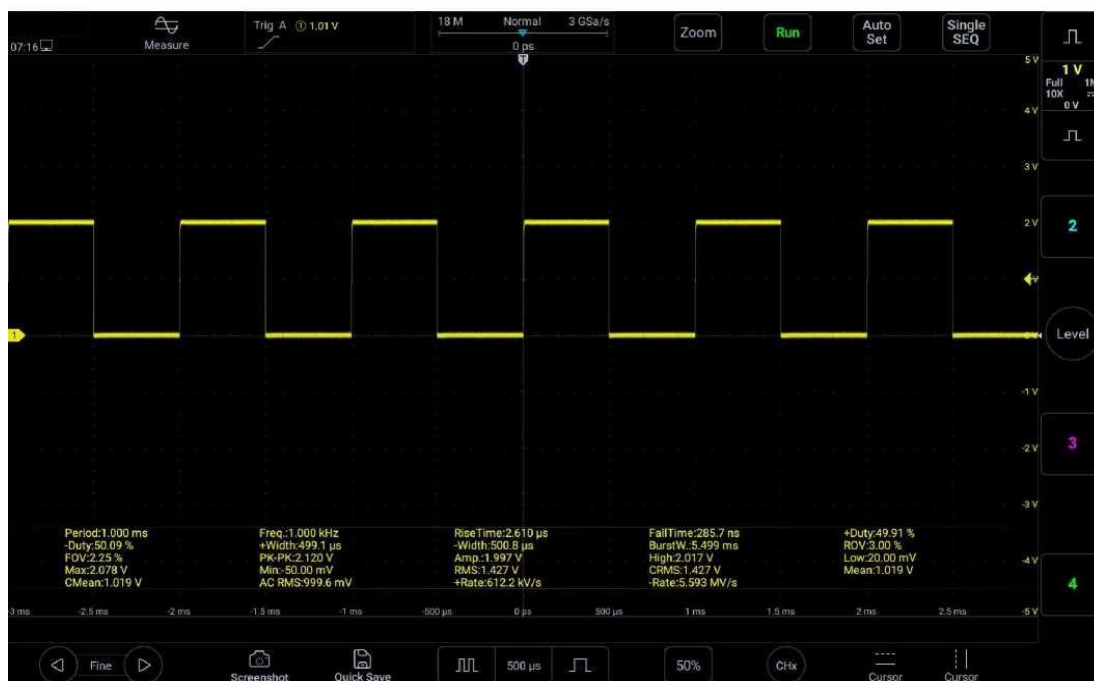 Trig A ① 1.01 V
18 M Normal 3 GSa/s
Zoom
Run
Auto
Set
Single
SEQ
07:16
Measure
0 ps
T
5 V
1 V
Full 1M
10X
0 V
4 V
3 V
2 V
2
1
0V
Level
-1 V
-2 V
3
-3 V
Period:1.000 ms Freq.:1.000 kHz RiseTime:2.610 µs FallTime:285.7 ns +Duty:49.91 %
-Duty:50.09 % +Width:499.1 µs -Width:500.8 µs BurstW.:5.499 ms ROV:3.00 %
FOV:2.25 % PK-PK:2.120 V Amp.:1.997 V High:2.017 V Low:20.00 mV
Max:2.078 V Min:-50.00 mV RMS:1.427 V CRMS:1.427 V Mean:1.019 V
CMean:1.019 V AC RMS:999.6 mV +Rate:612.2 kV/s -Rate:5.593 MV/s
-4 V
4
-3 ms -2.5 ms -2 ms -1.5 ms -1 ms -500 µs 0 ps 500 µs 1 ms 1.5 ms 2 ms 2.5 ms -5 V
Fine
Screenshot
Quick Save
500 µs
50%
CHx
Cursor
Cursor